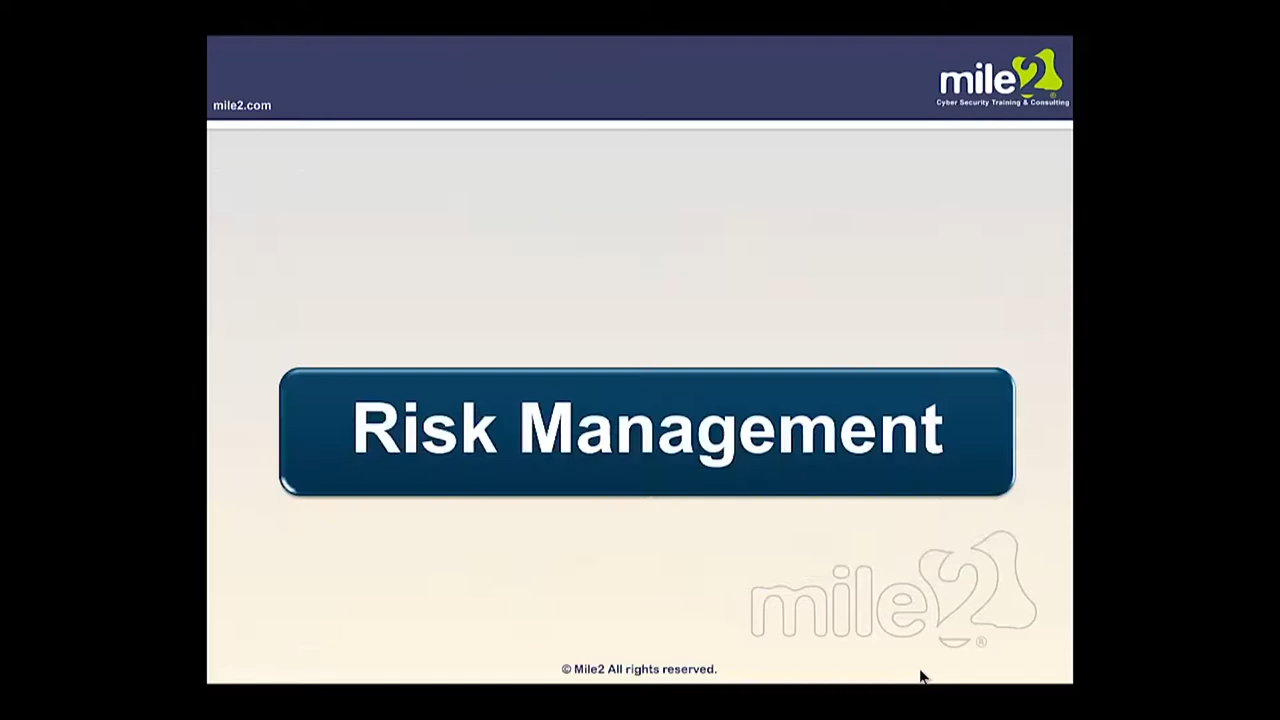 mile2
®
Cyber Security Training & Consulting
mile2.com
Risk Management
mile2
®
© Mile2 All rights reserved.